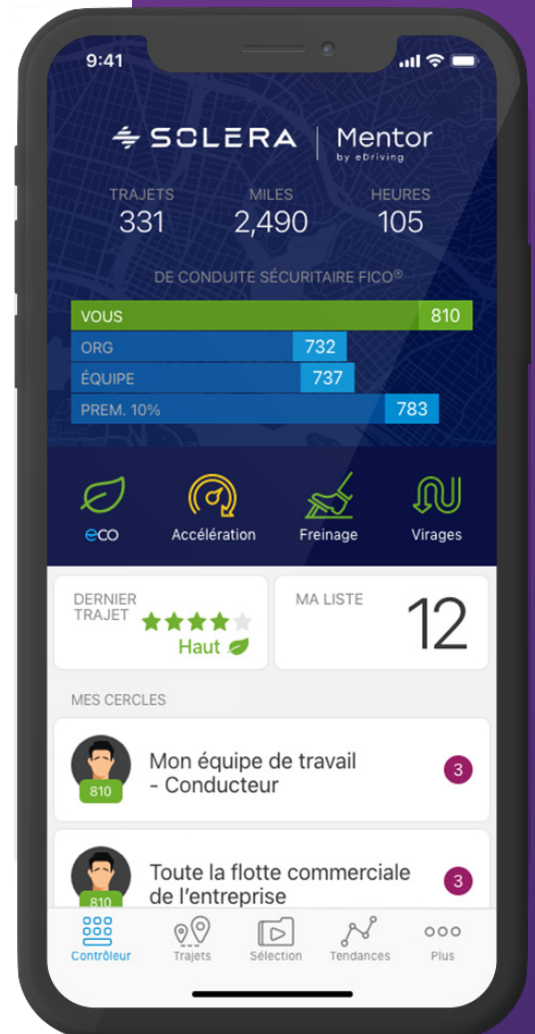 9:41
SOLERA | Mentor
by eDriving
TRAJETS MILES HEURES
331 2,490 105
DE CONDUITE SÉCURITAIRE FICO®
VOUS 810
ORG 732
ÉQUIPE 737
PREM. 10% 783
eco Accélération Freinage Virages
DERNIER
TRAJET
Haut
MA LISTE
12
MES CERCLES
Mon équipe de travail
- Conducteur
810
3
Toute la flotte commerciale
de l'entreprise
810
3
Contrôleur Trajets Sélection Tendances Plus